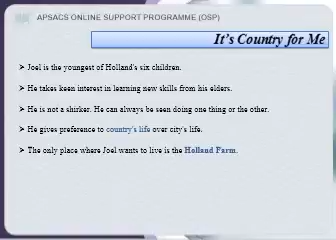 APSACS ONLINE SUPPORT PROGRAMME (OSP)
It's Country for Me
➤ Joel is the youngest of Holland's six children.
➤ He takes keen interest in learning new skills from his elders.
➤ He is not a shirker. He can always be seen doing one thing or the other.
➤ He gives preference to country's life over city's life.
➤ The only place where Joel wants to live is the Holland Farm.